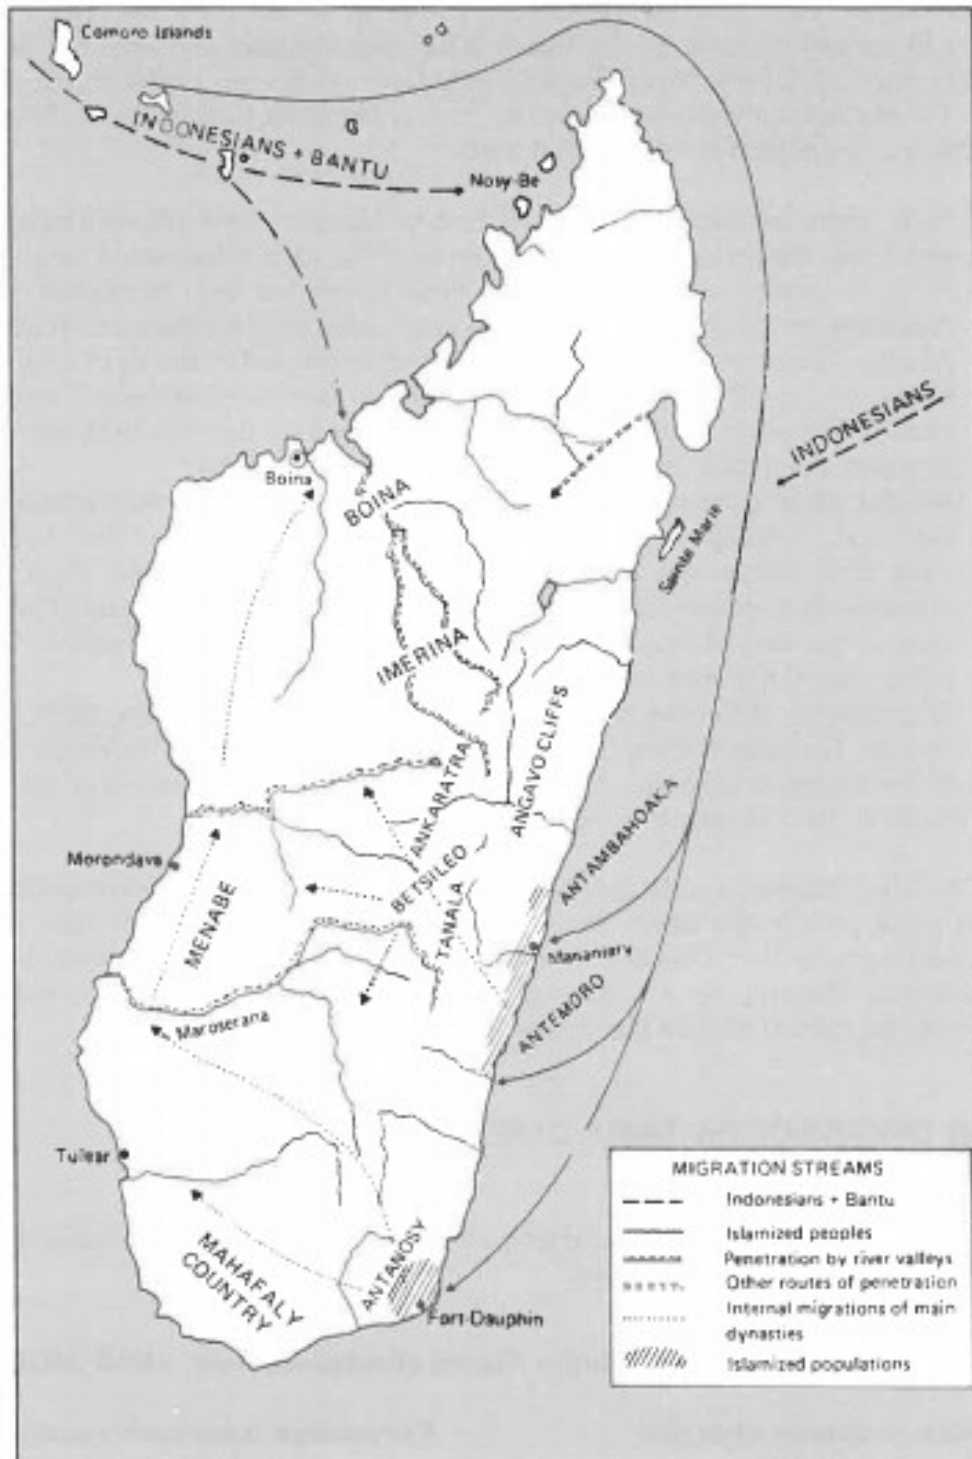 Comoro Islands
INDONESIANS + BANTU
Nosy-Be
INDONESIANS
Boina
BOINA
Sainte Marie
IMERINA
ANGAVO CLIFFS
ANKARATRA
ANTAMBAHOAKA
Morondava
MENABE
BETSILEO
TANALA
Mananjary
ANTEMORO
Maroserana
Tulear
MAHAFALY
COUNTRY
ANTANOSY
Fort-Dauphin
MIGRATION STREAMS
Indonesians + Bantu
Islamized peoples
Penetration by river valleys
Other routes of penetration
Internal migrations of main
dynasties
Islamized populations